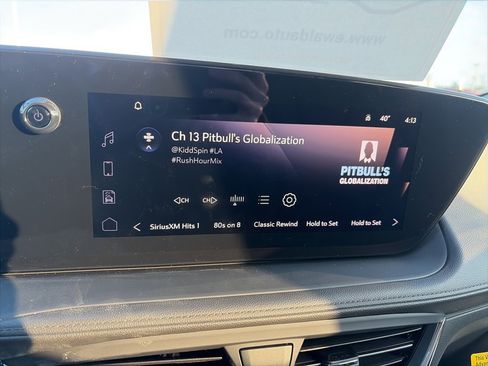 www.ewaldauto.com
40°
4:13
Ch 13 Pitbull's Globalization
@KiddSpin #LA
#RushHourMix
PITBULL'S
GLOBALIZATION
CH
CH
SiriusXM Hits 1
80s on 8
Classic Rewind
Hold to Set
Hold to Set
This V